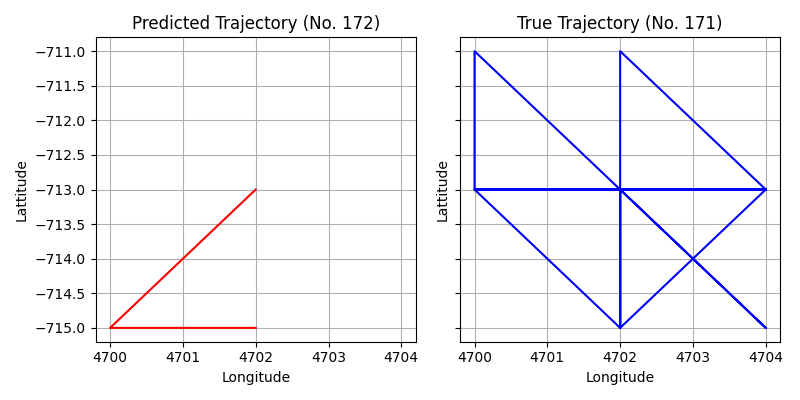 Predicted Trajectory (No. 172)
True Trajectory (No. 171)
−711.0
−711.5
−712.0
−712.5
−713.0
−713.5
−714.0
−714.5
−715.0
Lattitude
Lattitude
4700 4701 4702 4703 4704
4700 4701 4702 4703 4704
Longitude
Longitude